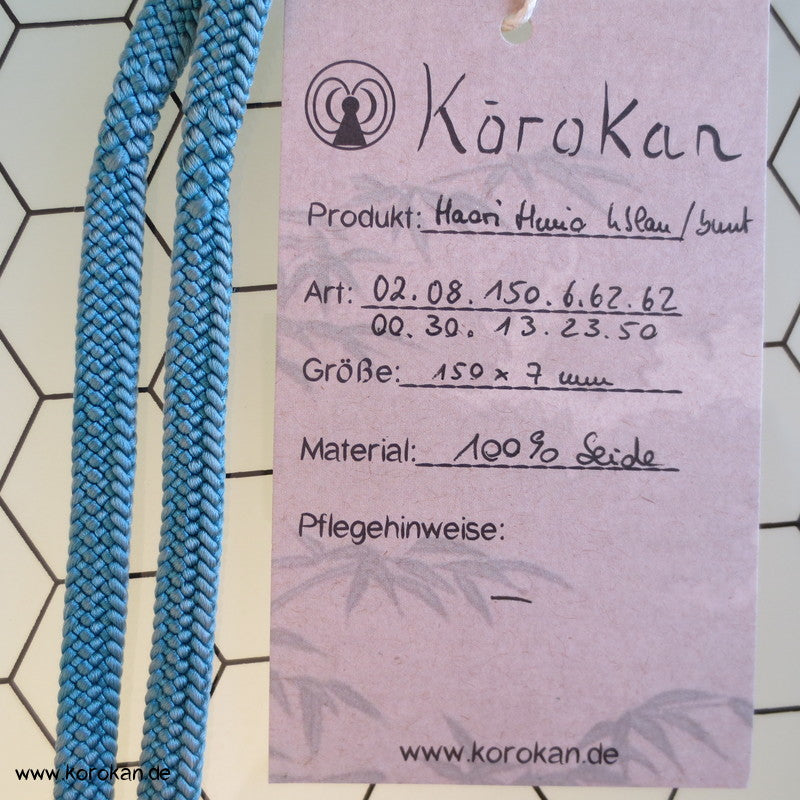 Kōrokan
Produkt: Haori Himo hblau/bunt
Art: 02.08.150.6.62.62
00.30.13.23.50
Größe: 150 x 7 mm
Material: 100% Seide
Pflegehinweise:
—
www.korokan.de
www.korokan.de